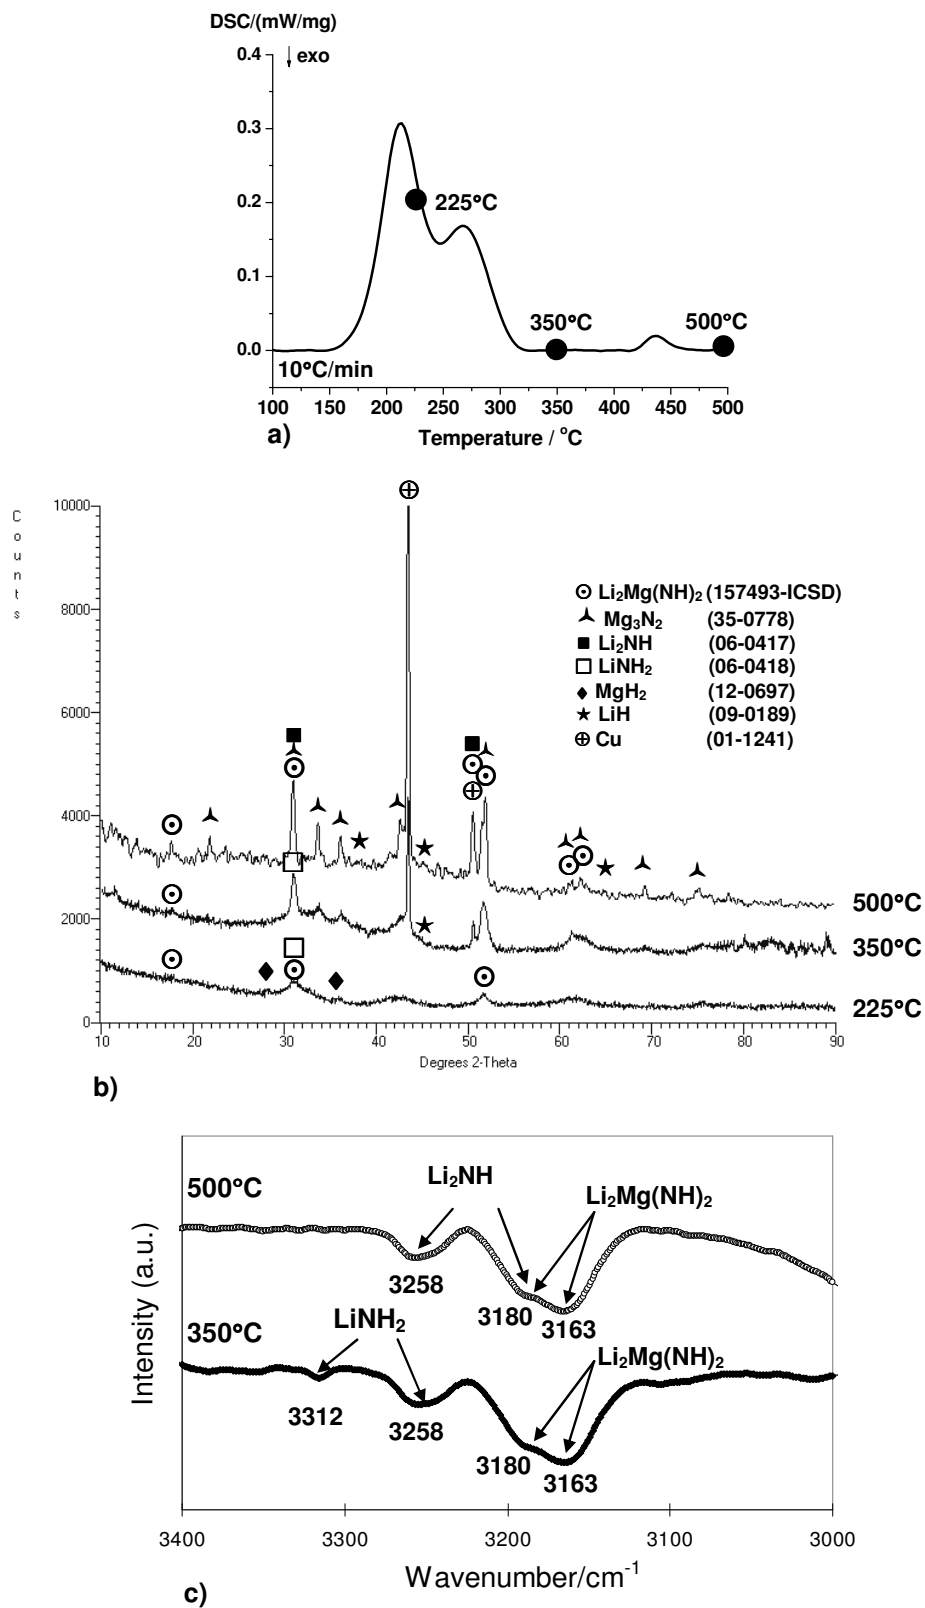 DSC/(mW/mg)
↓ exo
0.4
0.3
0.2
0.1
0.0
225°C
350°C
500°C
10°C/min
100 150 200 250 300 350 400 450 500
a)
Temperature / °C
Counts
10000
8000
6000
4000
2000
0
Li₂Mg(NH)₂ (157493-ICSD)
Mg₃N₂ (35-0778)
Li₂NH (06-0417)
LiNH₂ (06-0418)
MgH₂ (12-0697)
LiH (09-0189)
Cu (01-1241)
500°C
350°C
225°C
10 20 30 40 50 60 70 80 90
Degrees 2-Theta
b)
Intensity (a.u.)
500°C
Li₂NH
Li₂Mg(NH)₂
3258
3180
3163
350°C
LiNH₂
Li₂Mg(NH)₂
3312
3258
3180
3163
3400 3300 3200 3100 3000
Wavenumber/cm⁻¹
c)